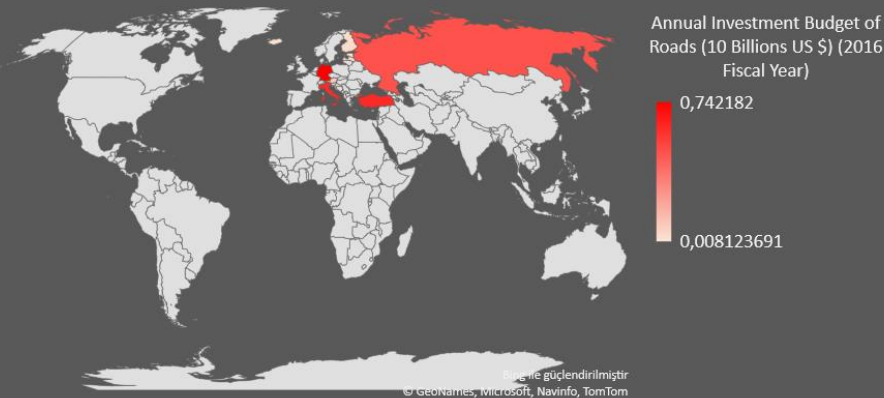 Annual Investment Budget of
Roads (10 Billions US $) (2016
Fiscal Year)
0,742182
0,008123691
Bing ile güçlendirilmiştir
© GeoNames, Microsoft, Navinfo, TomTom